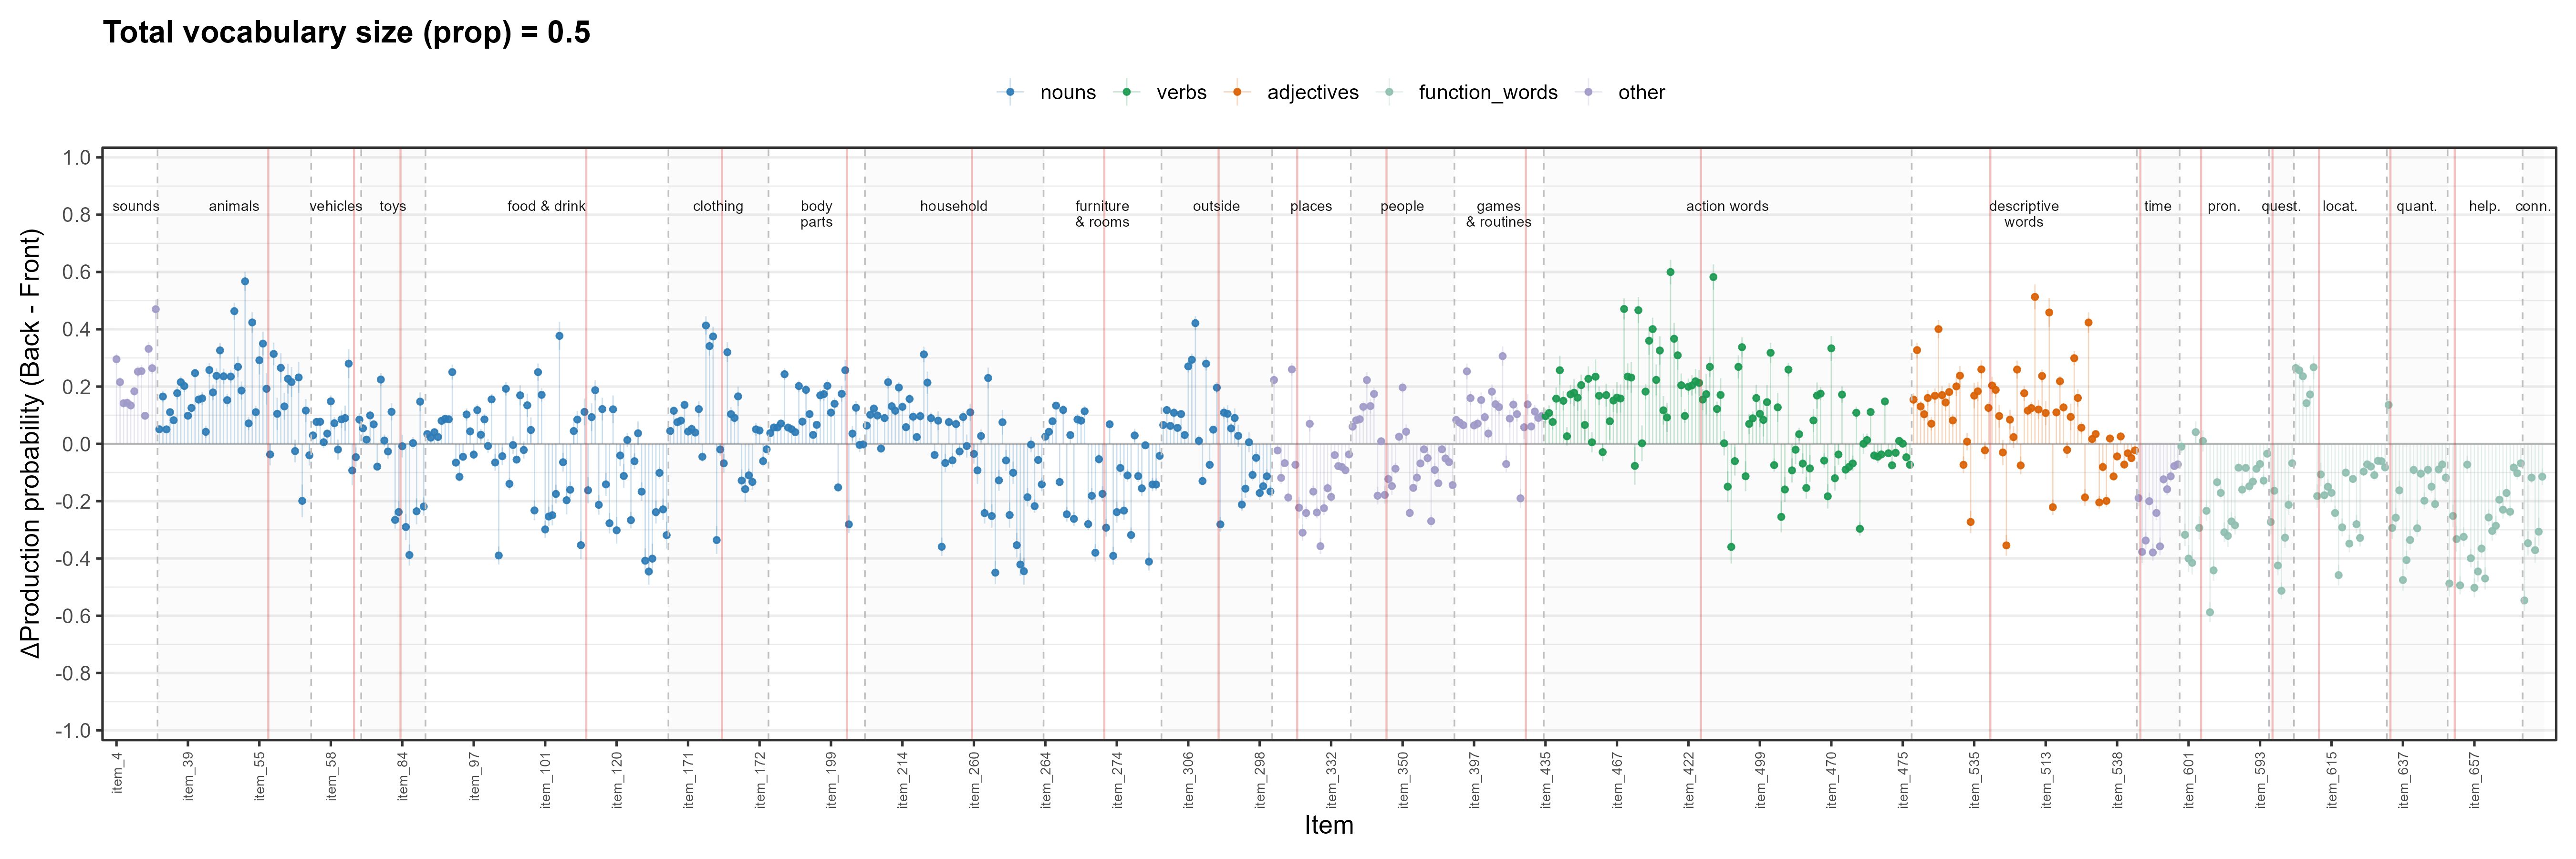 Total vocabulary size (prop) = 0.5
nouns verbs adjectives function_words other
ΔProduction probability (Back - Front)
1.0
0.8
0.6
0.4
0.2
0.0
-0.2
-0.4
-0.6
-0.8
-1.0
sounds animals vehicles toys food & drink clothing body parts household furniture & rooms outside places people games & routines action words descriptive words time pron. quest. locat. quant. help. conn.
item_4 item_39 item_55 item_58 item_84 item_97 item_101 item_120 item_171 item_172 item_195 item_214 item_260 item_264 item_274 item_306 item_298 item_332 item_350 item_397 item_435 item_467 item_422 item_499 item_470 item_475 item_535 item_513 item_538 item_601 item_593 item_615 item_637 item_657
Item